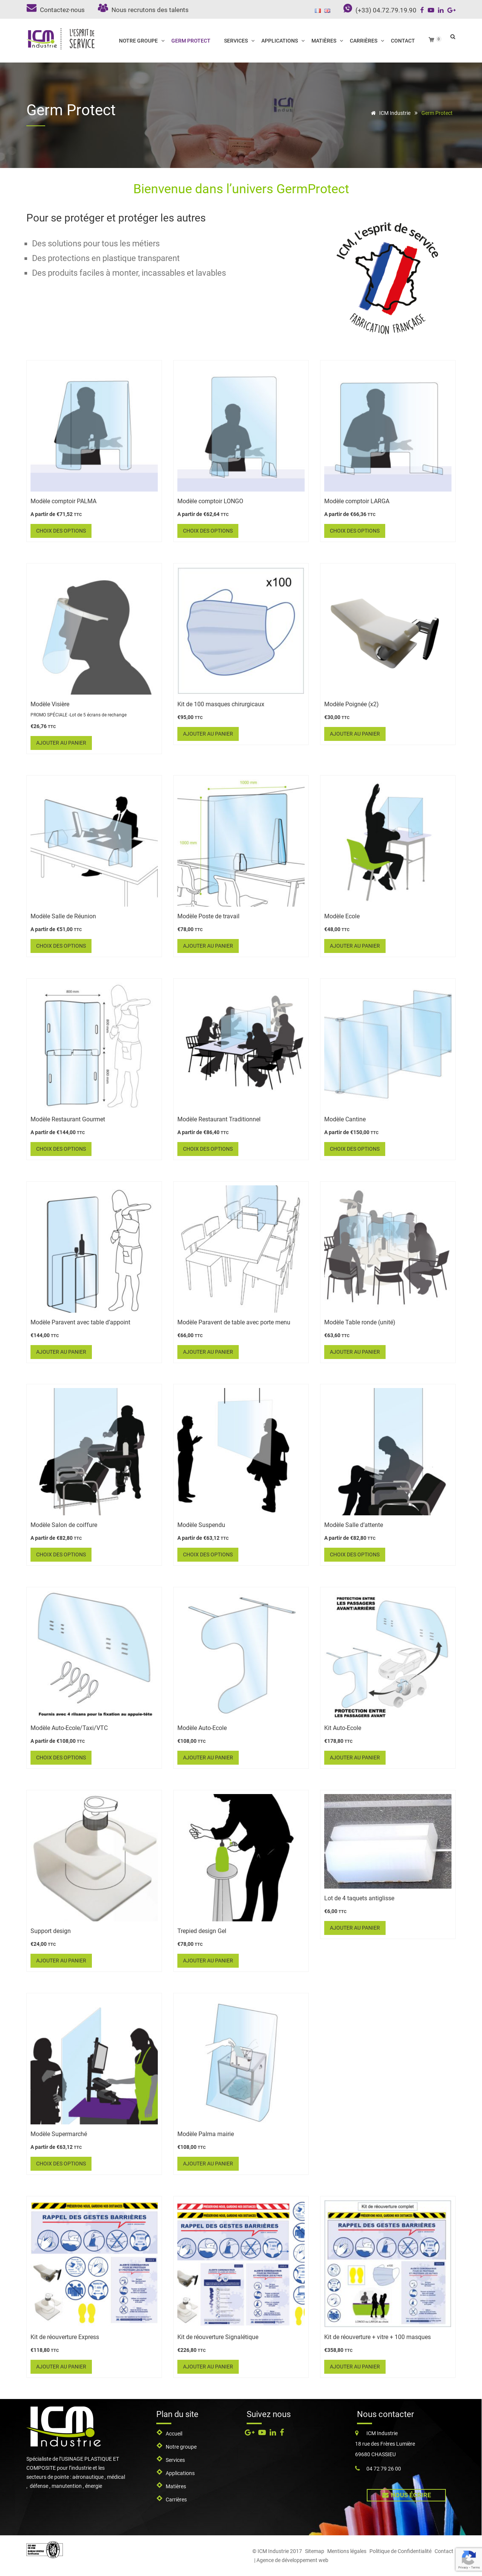 Contactez-nous
Nous recrutons des talents
(+33) 04.72.79.19.90
ICM
Industrie
L'ESPRIT DE
SERVICE
NOTRE GROUPE
GERM PROTECT
SERVICES
APPLICATIONS
MATIÈRES
CARRIÈRES
CONTACT
0
Germ Protect
ICM Industrie » Germ Protect
Bienvenue dans l'univers GermProtect
Pour se protéger et protéger les autres
Des solutions pour tous les métiers
Des protections en plastique transparent
Des produits faciles à monter, incassables et lavables
ICM, L'esprit de service
FABRICATION FRANÇAISE
Modèle comptoir PALMA
A partir de €71,52 TTC
CHOIX DES OPTIONS
Modèle comptoir LONGO
A partir de €62,64 TTC
CHOIX DES OPTIONS
Modèle comptoir LARGA
A partir de €66,36 TTC
CHOIX DES OPTIONS
Modèle Visière
PROMO SPÉCIALE -Lot de 5 écrans de rechange
€26,76 TTC
AJOUTER AU PANIER
x100
Kit de 100 masques chirurgicaux
€95,00 TTC
AJOUTER AU PANIER
Modèle Poignée (x2)
€30,00 TTC
AJOUTER AU PANIER
Modèle Salle de Réunion
A partir de €51,00 TTC
CHOIX DES OPTIONS
Modèle Poste de travail
€78,00 TTC
AJOUTER AU PANIER
Modèle Ecole
€48,00 TTC
AJOUTER AU PANIER
Modèle Restaurant Gourmet
A partir de €144,00 TTC
CHOIX DES OPTIONS
Modèle Restaurant Traditionnel
A partir de €86,40 TTC
CHOIX DES OPTIONS
Modèle Cantine
A partir de €150,00 TTC
CHOIX DES OPTIONS
Modèle Paravent avec table d'appoint
€144,00 TTC
AJOUTER AU PANIER
Modèle Paravent de table avec porte menu
€66,00 TTC
AJOUTER AU PANIER
Modèle Table ronde (unité)
€63,60 TTC
AJOUTER AU PANIER
Modèle Salon de coiffure
A partir de €82,80 TTC
CHOIX DES OPTIONS
Modèle Suspendu
A partir de €63,12 TTC
CHOIX DES OPTIONS
Modèle Salle d'attente
A partir de €82,80 TTC
CHOIX DES OPTIONS
Fournis avec 4 rilsans pour la fixation au appuie-tête
Modèle Auto-Ecole/Taxi/VTC
A partir de €108,00 TTC
CHOIX DES OPTIONS
Modèle Auto-Ecole
€108,00 TTC
AJOUTER AU PANIER
PROTECTION ENTRE
LES PASSAGERS
AVANT/ARRIÈRE
PROTECTION ENTRE
LES PASSAGERS AVANT
Kit Auto-Ecole
€178,80 TTC
AJOUTER AU PANIER
Support design
€24,00 TTC
AJOUTER AU PANIER
Trepied design Gel
€78,00 TTC
AJOUTER AU PANIER
Lot de 4 taquets antiglisse
€6,00 TTC
AJOUTER AU PANIER
Modèle Supermarché
A partir de €63,12 TTC
CHOIX DES OPTIONS
Modèle Palma mairie
€108,00 TTC
AJOUTER AU PANIER
RAPPEL DES GESTES BARRIÈRES
Kit de réouverture Express
€118,80 TTC
AJOUTER AU PANIER
RAPPEL DES GESTES BARRIÈRES
Kit de réouverture Signalétique
€226,80 TTC
AJOUTER AU PANIER
Kit de réouverture complet
RAPPEL DES GESTES BARRIÈRES
Kit de réouverture + vitre + 100 masques
€358,80 TTC
AJOUTER AU PANIER
ICM
Industrie
Spécialiste de l'USINAGE PLASTIQUE ET
COMPOSITE pour l'industrie et les
secteurs de pointe : aéronautique , médical
, défense , manutention , énergie
Plan du site
Accueil
Notre groupe
Services
Applications
Matières
Carrières
Suivez nous
Nous contacter
ICM Industrie
18 rue des Frères Lumière
69680 CHASSIEU
04 72 79 26 00
NOUS ÉCRIRE
© ICM Industrie 2017 Sitemap Mentions légales Politique de Confidentialité Contact
| Agence de développement web